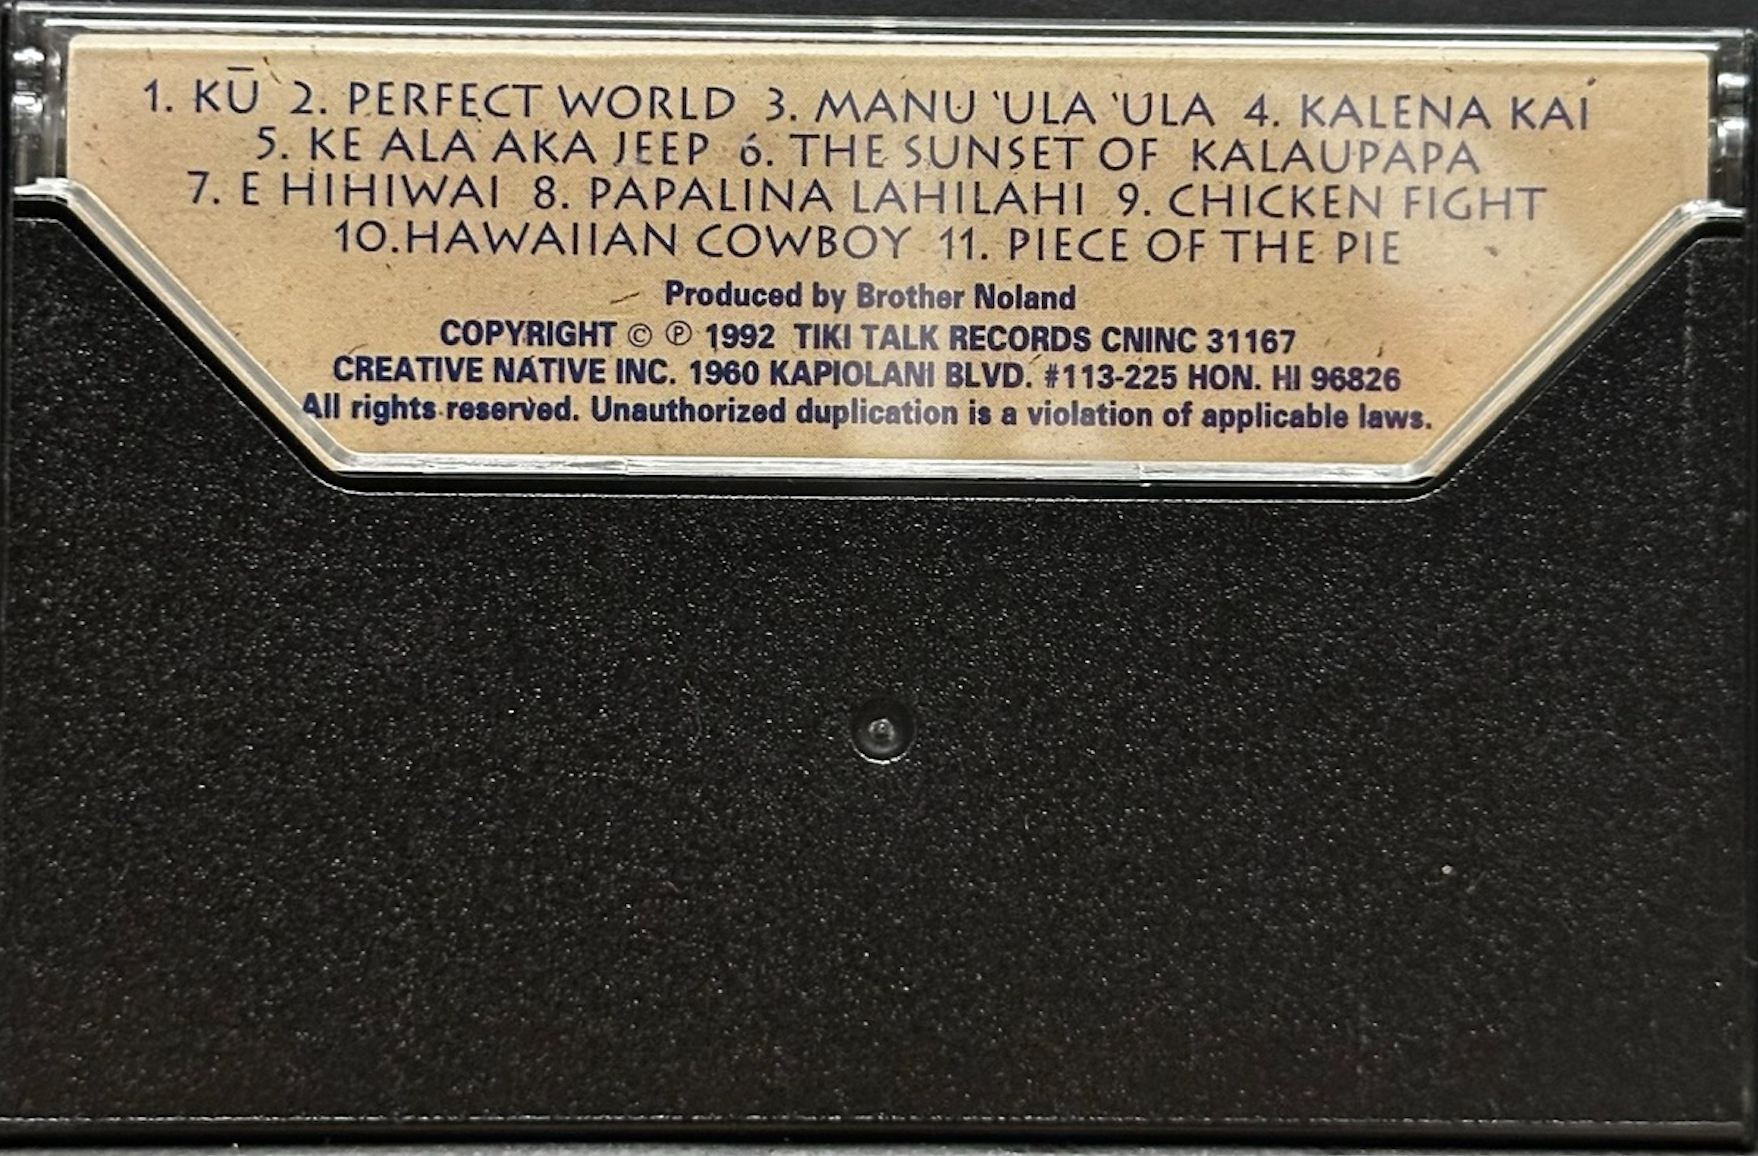 1. KŪ 2. PERFECT WORLD 3. MANU ‘ULA ‘ULA 4. KALENA KAI
5. KE ALA AKA JEEP 6. THE SUNSET OF KALAUPAPA
7. E HIHIWAI 8. PAPALINA LAHILAHI 9. CHICKEN FIGHT
10.HAWAIIAN COWBOY 11. PIECE OF THE PIE
Produced by Brother Noland
COPYRIGHT © ℗ 1992 TIKI TALK RECORDS CNINC 31167
CREATIVE NATIVE INC. 1960 KAPIOLANI BLVD. #113-225 HON. HI 96826
All rights reserved. Unauthorized duplication is a violation of applicable laws.